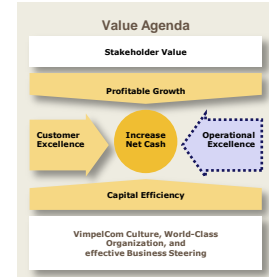 Value Agenda
Stakeholder Value
Profitable Growth
Customer
Excellence
Increase
Net Cash
Operational
Excellence
Capital Efficiency
VimpelCom Culture, World-Class
Organization, and
effective Business Steering